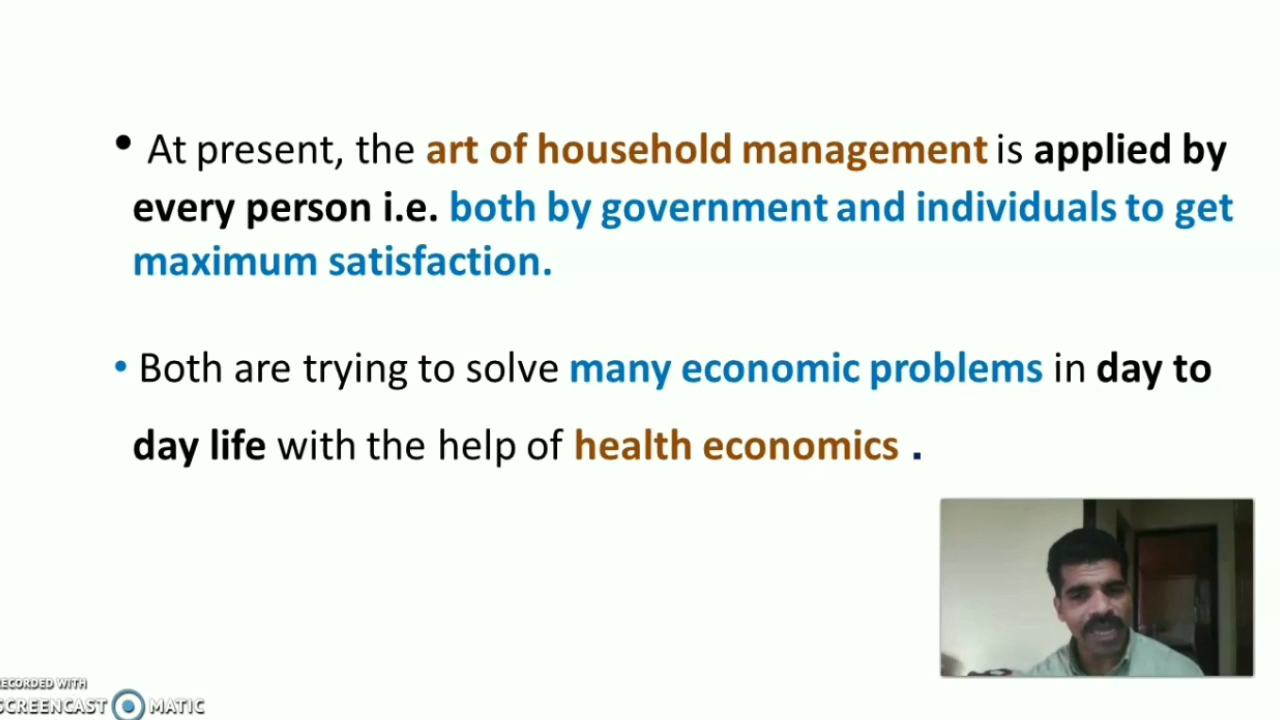 • At present, the art of household management is applied by
every person i.e. both by government and individuals to get
maximum satisfaction.
• Both are trying to solve many economic problems in day to
day life with the help of health economics .
RECORDED WITH
SCREENCAST MATIC